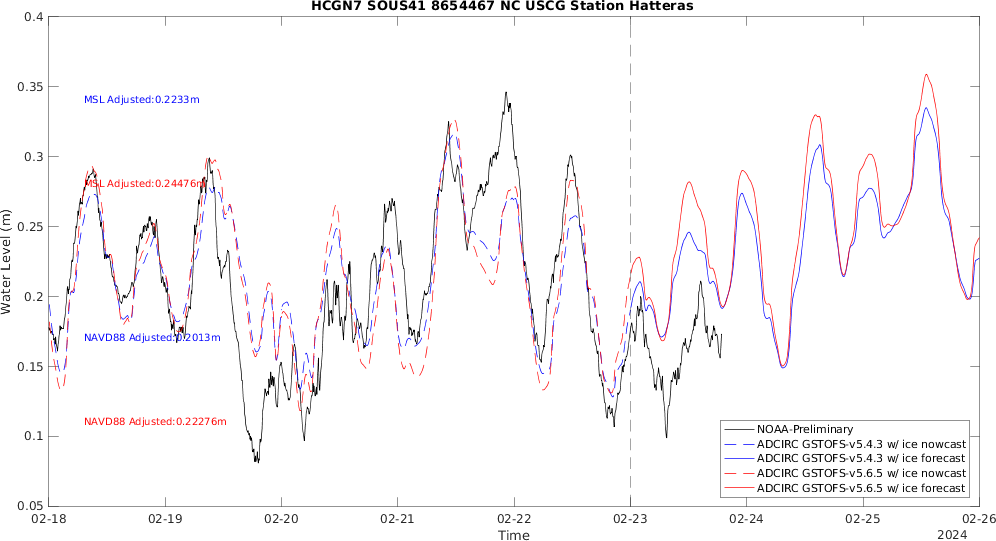 HCGN7 SOUS41 8654467 NC USCG Station Hatteras
0.4
0.35
0.3
0.25
0.2
0.15
0.1
0.05
Water Level (m)
MSL Adjusted:0.2233m
MSL Adjusted:0.24476m
NAVD88 Adjusted:0.2013m
NAVD88 Adjusted:0.22276m
NOAA-Preliminary
ADCIRC GSTOFS-v5.4.3 w/ ice nowcast
ADCIRC GSTOFS-v5.4.3 w/ ice forecast
ADCIRC GSTOFS-v5.6.5 w/ ice nowcast
ADCIRC GSTOFS-v5.6.5 w/ ice forecast
02-18 02-19 02-20 02-21 02-22 02-23 02-24 02-25 02-26
Time
2024